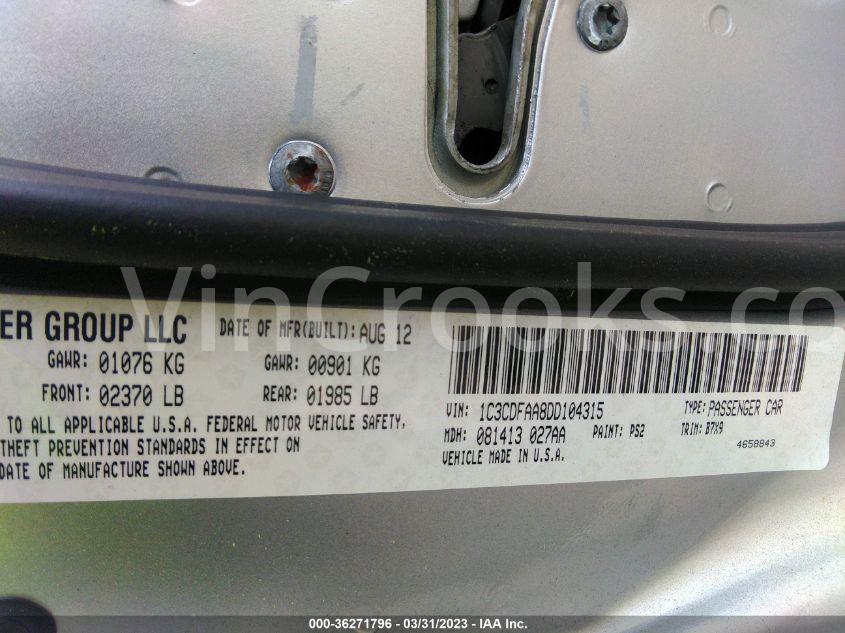 ER GROUP LLC DATE OF MFR(BUILT): AUG 12
GAWR: 01076 KG GAWR: 00901 KG
FRONT: 02370 LB REAR: 01985 LB
TO ALL APPLICABLE U.S.A. FEDERAL MOTOR VEHICLE SAFETY,
THEFT PREVENTION STANDARDS IN EFFECT ON
DATE OF MANUFACTURE SHOWN ABOVE.
VIN: 1C3CDFAA8DD104315 TYPE: PASSENGER CAR
MDH: 081413 027AA PAINT: PS2 TRIM: B7X9
VEHICLE MADE IN U.S.A. 4658843
VinCrooks.com
000-36271796 - 03/31/2023 - IAA Inc.